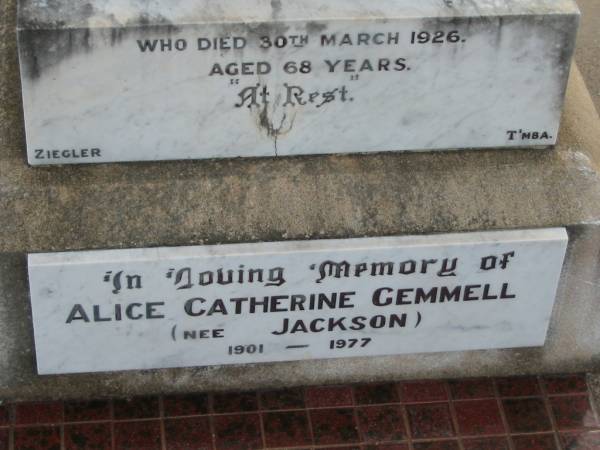 WHO DIED 30TH MARCH 1926.
AGED 68 YEARS.
"At Rest."
ZIEGLER T'MBA.
In Loving Memory of
ALICE CATHERINE GEMMELL
(NEE JACKSON)
1901 — 1977